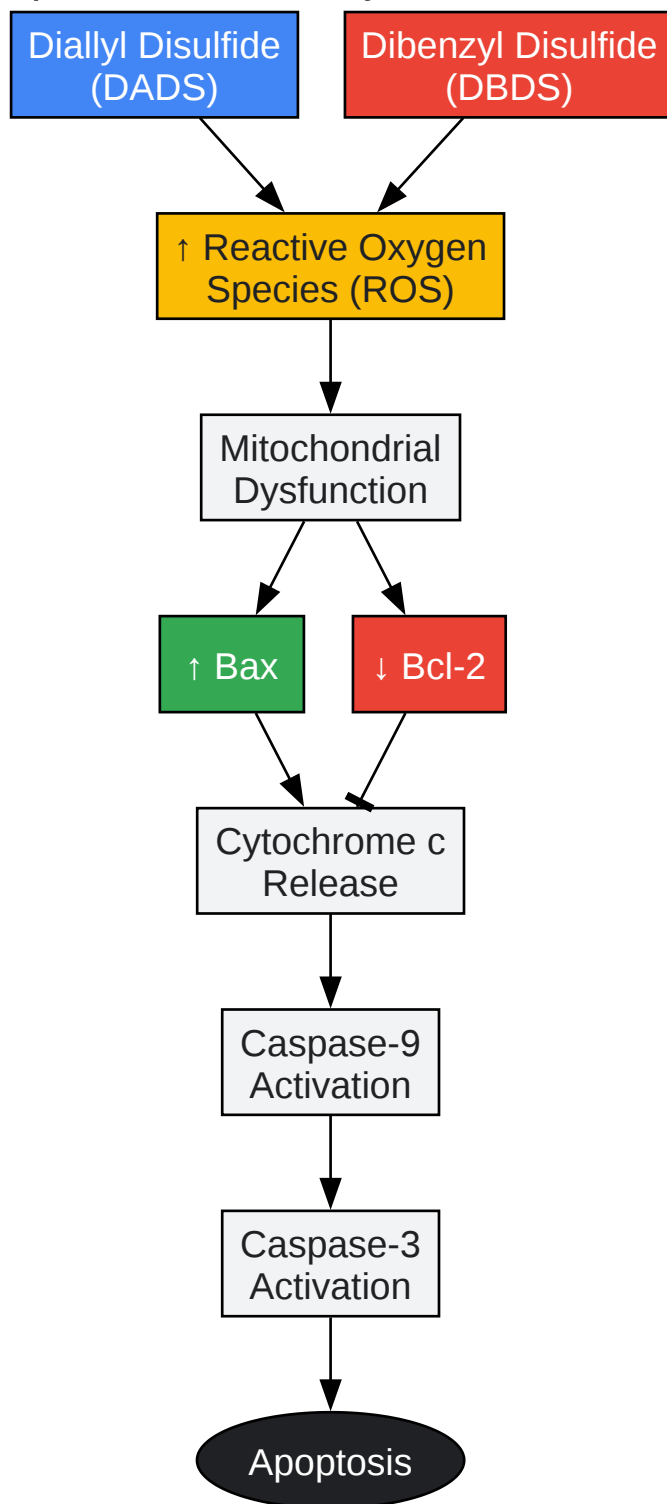 Diallyl Disulfide
(DADS)
Dibenzyl Disulfide
(DBDS)
↑ Reactive Oxygen
Species (ROS)
Mitochondrial
Dysfunction
↑ Bax
↓ Bcl-2
Cytochrome c
Release
Caspase-9
Activation
Caspase-3
Activation
Apoptosis